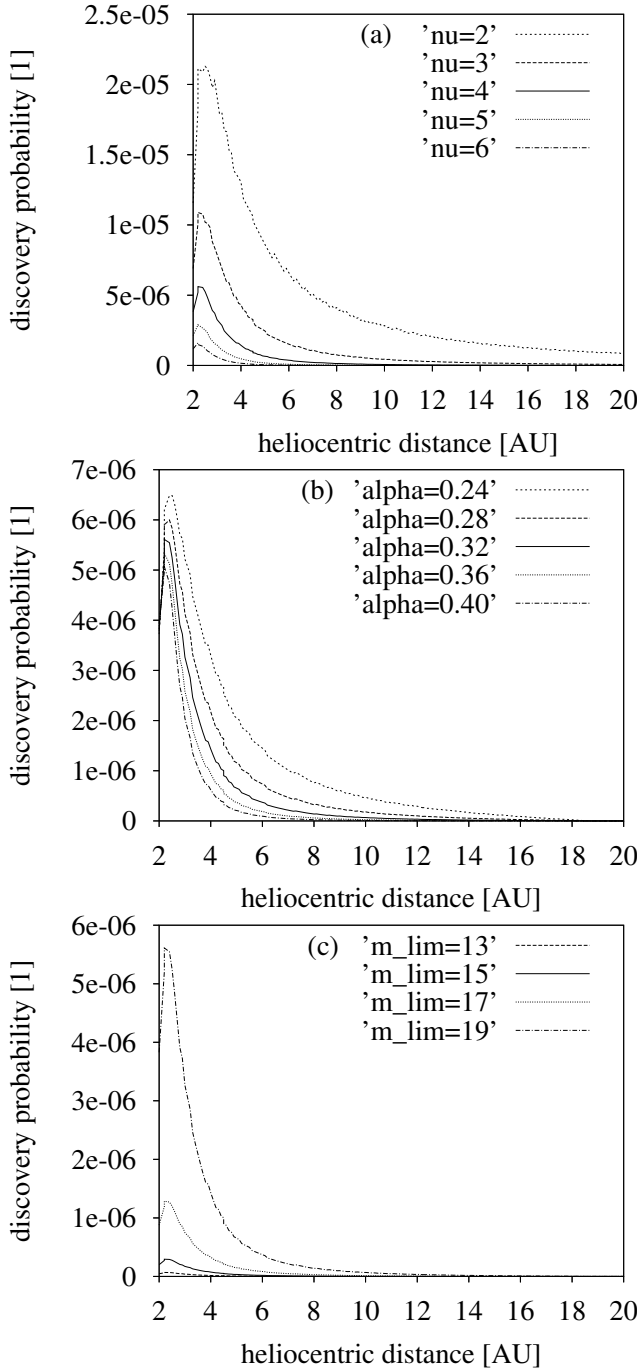 2.5e-05
(a)
'nu=2'
'nu=3'
'nu=4'
'nu=5'
'nu=6'
2e-05
1.5e-05
1e-05
5e-06
0
discovery probability [1]
2 4 6 8 10 12 14 16 18 20
heliocentric distance [AU]
7e-06
(b)
'alpha=0.24'
'alpha=0.28'
'alpha=0.32'
'alpha=0.36'
'alpha=0.40'
6e-06
5e-06
4e-06
3e-06
2e-06
1e-06
0
discovery probability [1]
2 4 6 8 10 12 14 16 18 20
heliocentric distance [AU]
6e-06
(c)
'm_lim=13'
'm_lim=15'
'm_lim=17'
'm_lim=19'
5e-06
4e-06
3e-06
2e-06
1e-06
0
discovery probability [1]
2 4 6 8 10 12 14 16 18 20
heliocentric distance [AU]